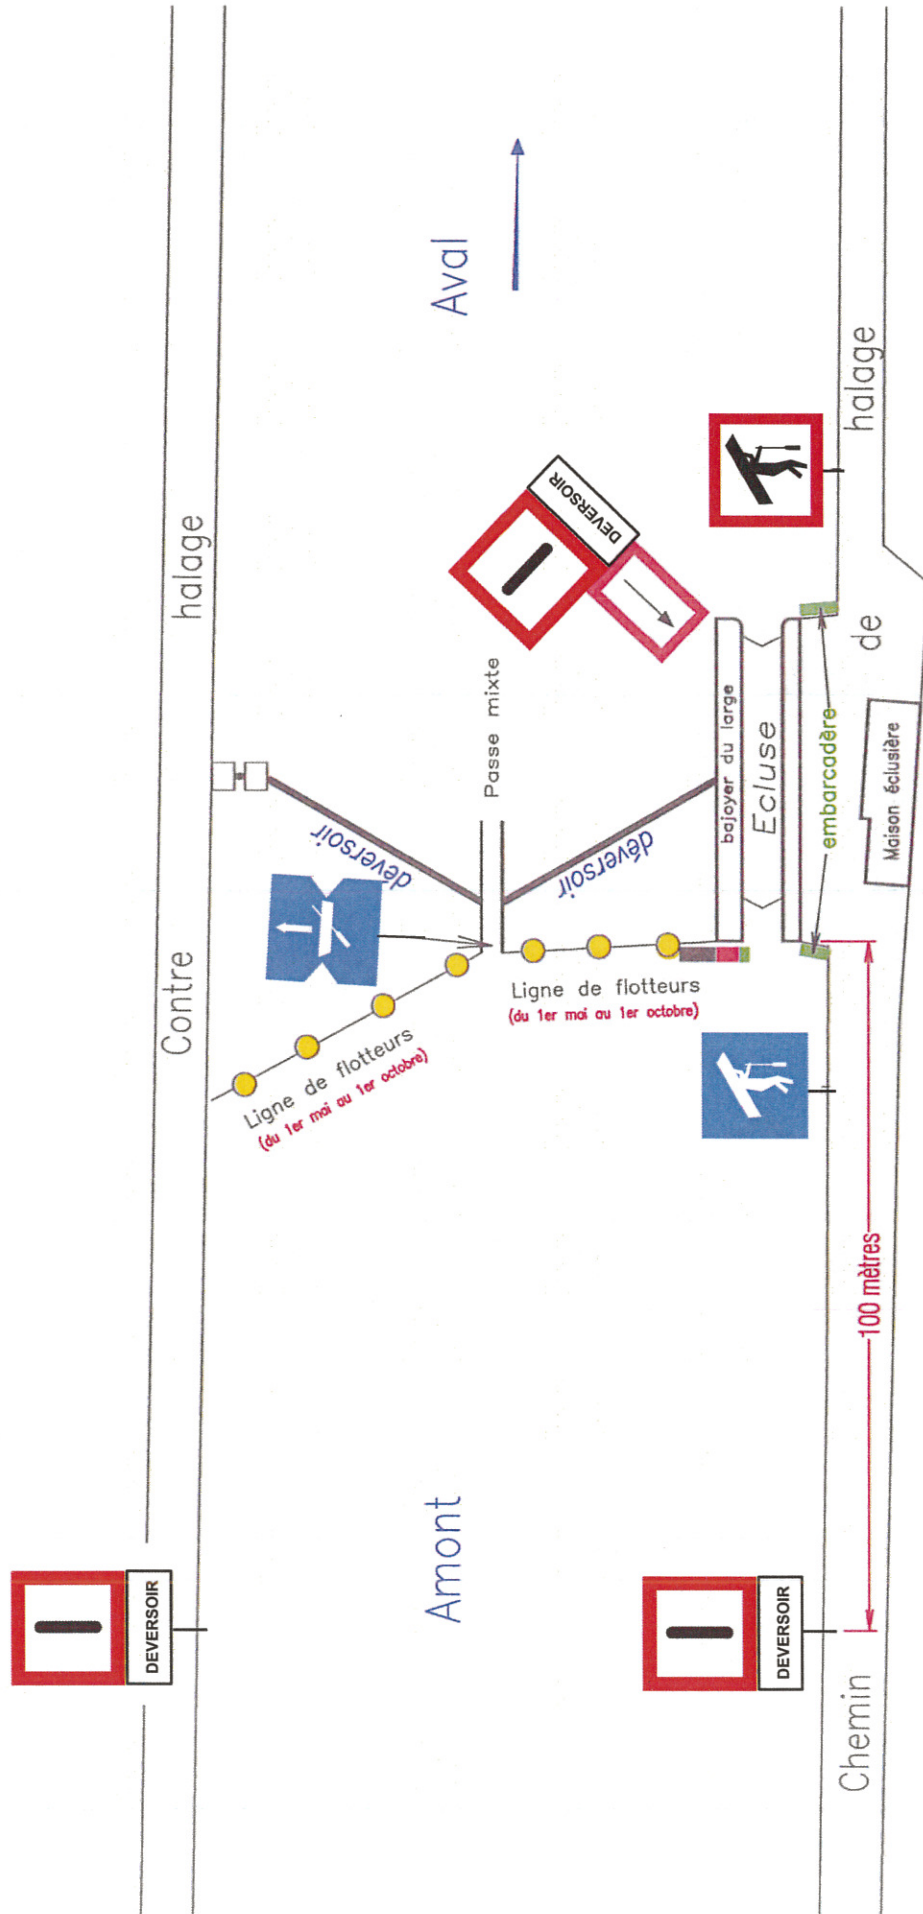 Contre
halage
DEVERSOIR
déversoir
Ligne de flotteurs
(du 1er mai au 1er octobre)
Passe mixte
Amont
Aval
Ligne de flotteurs
(du 1er mai au 1er octobre)
déversoir
DEVERSOIR
DEVERSOIR
bajoyer du large
Ecluse
embarcadère
100 mètres
Chemin
de
halage
Maison éclusière